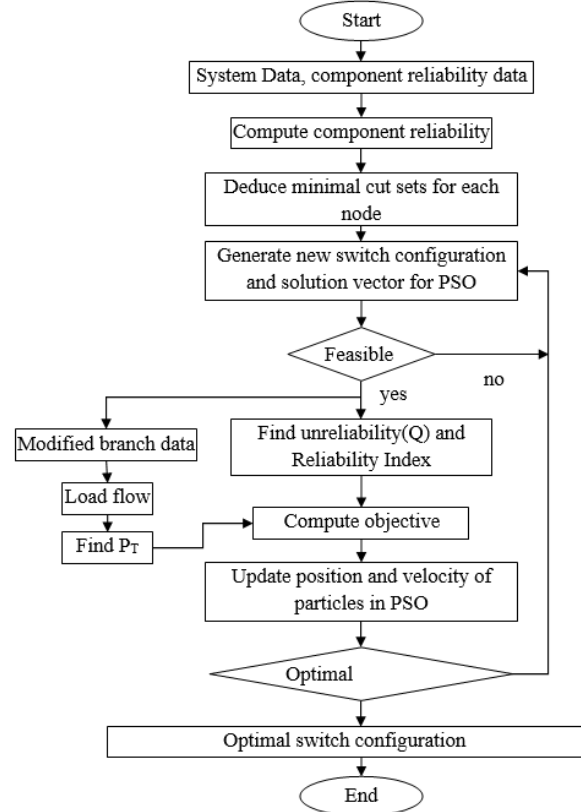 Start
System Data, component reliability data
Compute component reliability
Deduce minimal cut sets for each
node
Generate new switch configuration
and solution vector for PSO
Feasible
no
yes
Modified branch data
Find unreliability(Q) and
Reliability Index
Load flow
Find PT
Compute objective
Update position and velocity of
particles in PSO
Optimal
Optimal switch configuration
End